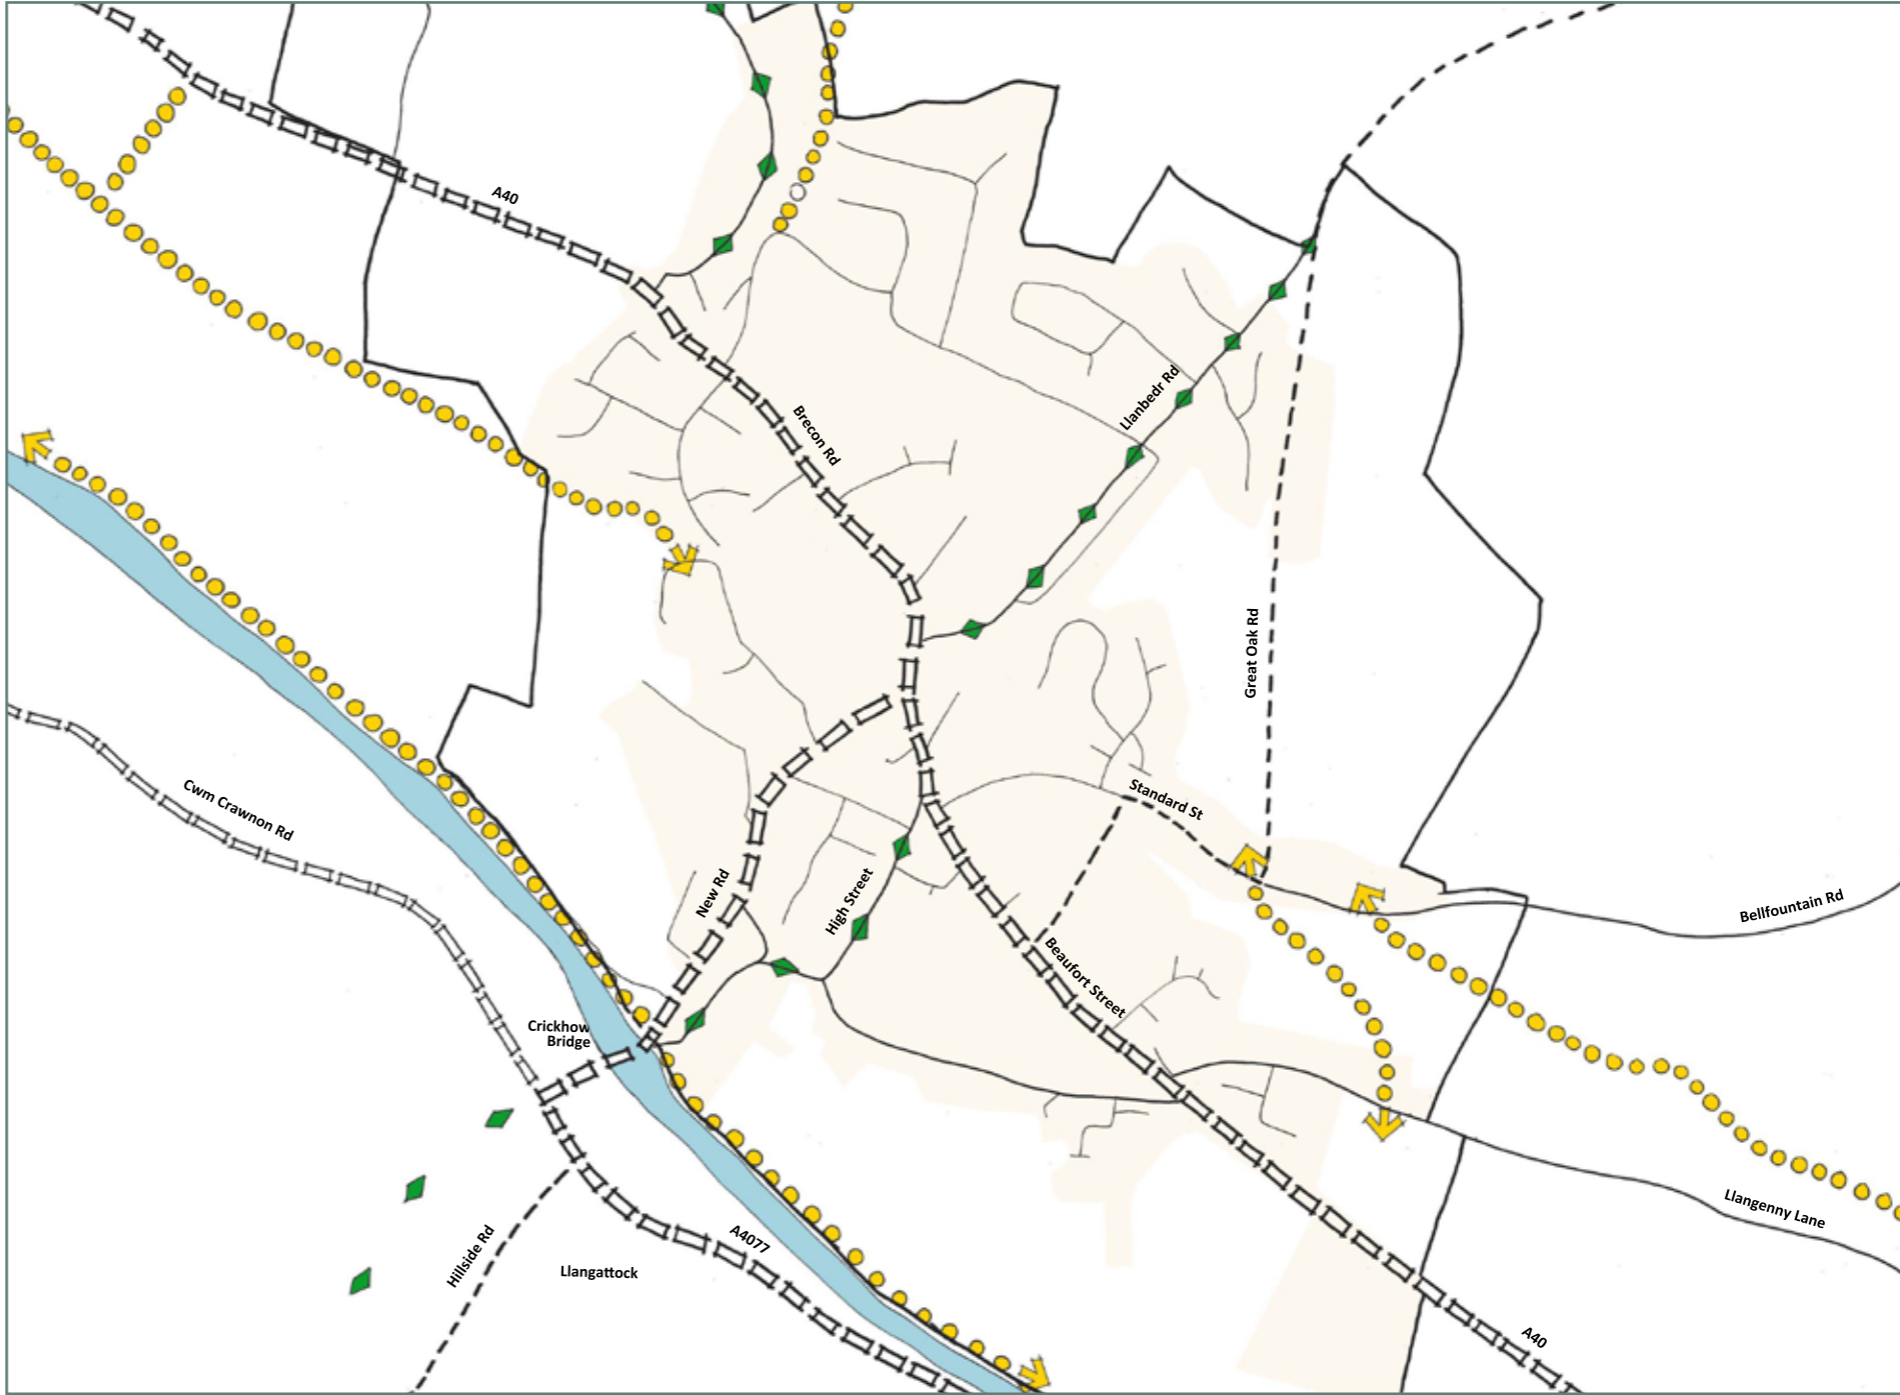 A40
Brecon Rd
Llanbedr Rd
Great Oak Rd
Standard St
Cwm Crawnon Rd
New Rd
High Street
Bellfountain Rd
Beaufort Street
Crickhow
Bridge
Llangenny Lane
Hillside Rd
A4077
Llangattock
A40